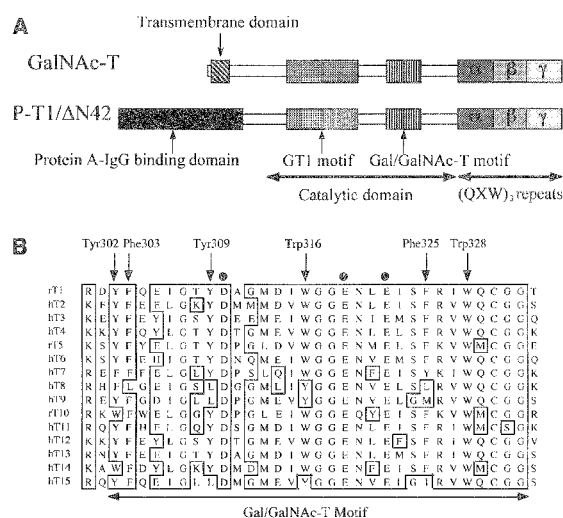 A
Transmembrane domain
GalNAc-T
α β γ
P-T1/ΔN42
α β γ
Protein A-IgG binding domain
GT1 motif
Gal/GalNAc-T motif
Catalytic domain
(QXW)3 repeats
B
Tyr302 Phe303 Tyr309 Trp316 Phe325 Trp328
rT1 R D Y F Q E I G T Y D A G M D I W G G E N L E I S F R I W Q C G G T
hT2 K F Y F E E L G K Y D M M M D V W G G E N L E I S F R V W Q C G G S
hT3 K E Y F E Y I G S Y D E E M E I W G G E N L E M S F R V W Q C G G Q
hT4 K K Y F Q Y L G T Y D T G M E V W G G E N L E L S F R V W Q C G G K
rT5 K S Y F Y E L G T Y D P G L D V W G G E N L E L S F K V W M C G G E
hT6 K S Y F E H I G T Y D N Q M E I W G G E N V E M S F R V W Q C G G Q
hT7 R E F F F E L G L Y D P S L Q I W G G E N F E I S Y K I W Q C G G K
hT8 R H F L G E I G S L D G G M L I Y G G E N V E L S L R V W Q C G G K
hT9 R E Y F G D I G L L D P G M E V Y G G E N V E L G M R V W Q C G G S
rT10 R K W F W E L G G Y D P G L E I W G G E Q Y E I S F K V W M C G G R
hT11 R Q Y F H E L G Q Y D S G M D I W G G E N L E I S F R I W Q C S G K
hT12 K K Y F E Y L G S Y D T G M E V W G G E N L E F S F R I W Q C G G V
hT13 R N Y F Q E I G T Y D A G M D I W G G E N L E M S F R I W Q C G G T
hT14 K A W F D Y L G K Y D M D M D I W G G E N F E I S F R V W M C G G S
hT15 R Q Y F Q E I G L L D M G M E V Y G G E N V E I G I R V W Q C G G S
Gal/GalNAc-T Motif